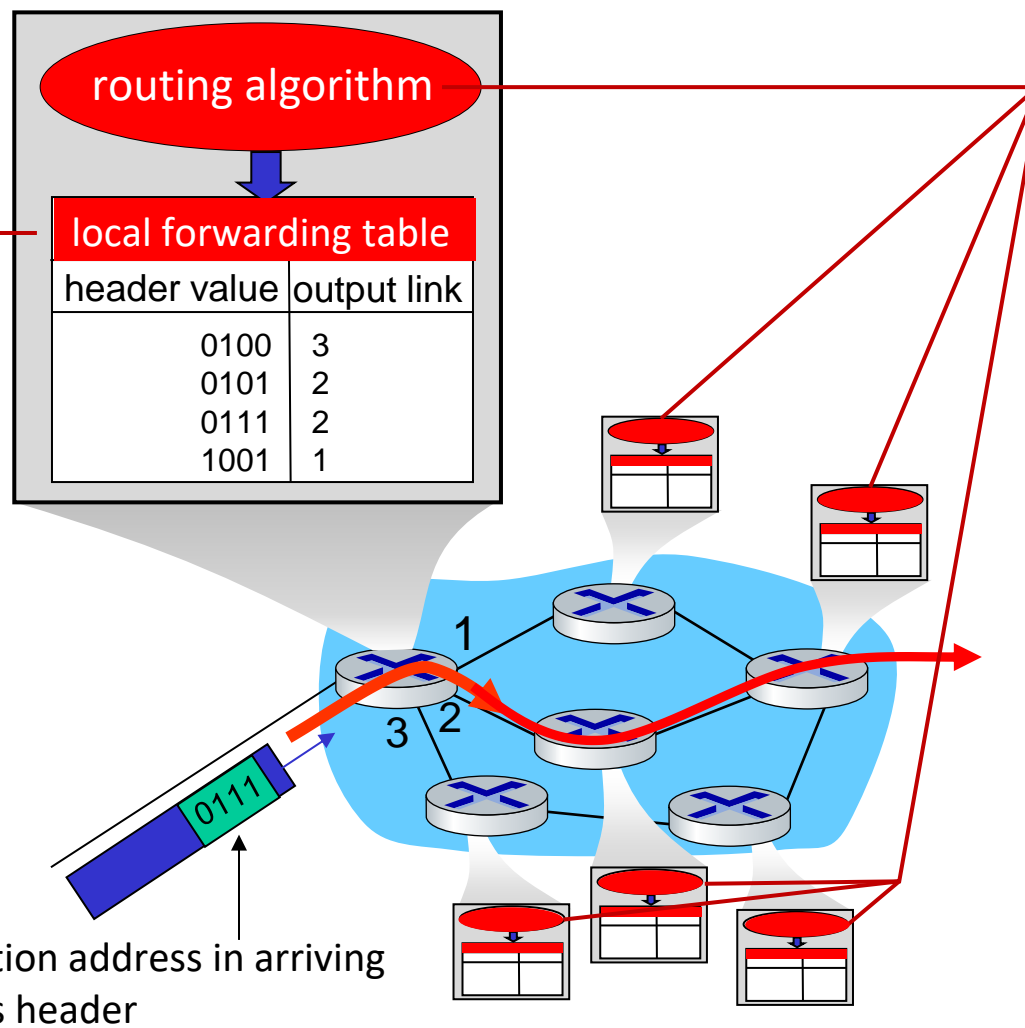 routing algorithm
local forwarding table
header value output link
0100 3
0101 2
0111 2
1001 1
1
2
3
0111
tion address in arriving
s header